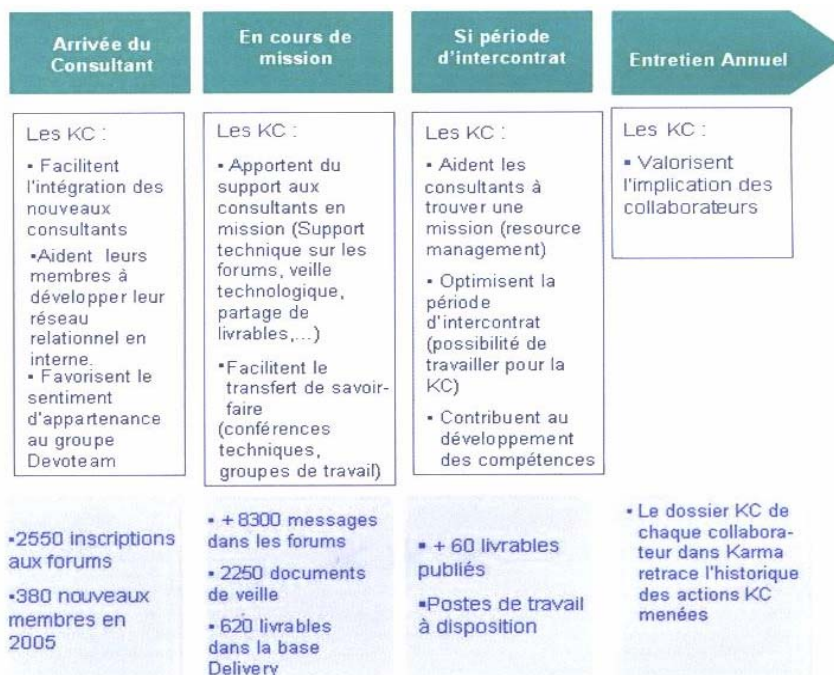 Arrivée du
Consultant
En cours de
mission
Si période
d'intercontrat
Entretien Annuel
Les KC :
▪ Facilitent
l'intégration des
nouveaux
consultants
▪Aident leurs
membres à
développer leur
réseau
relationnel en
interne.
▪ Favorisent le
sentiment
d'appartenance
au groupe
Devoteam
Les KC :
▪ Apportent du
support aux
consultants en
mission (Support
technique sur les
forums, veille
technologique,
partage de
livrables,...)
▪Facilitent le
transfert de savoir-
faire
(conférences
techniques,
groupes de travail)
Les KC :
▪ Aident les
consultants à
trouver une
mission (resource
management)
▪ Optimisent la
période
d'intercontrat
(possibilité de
travailler pour la
KC)
▪ Contribuent au
développement
des compétences
Les KC :
▪ Valorisent
l'implication des
collaborateurs
▪2550 inscriptions
aux forums
▪380 nouveaux
membres en
2005
▪ + 8300 messages
dans les forums
▪ 2250 documents
de veille
▪ 620 livrables
dans la base
Delivery
▪ + 60 livrables
publiés
▪Postes de travail
à disposition
▪ Le dossier KC de
chaque collabora-
teur dans Karma
retrace l'historique
des actions KC
menées